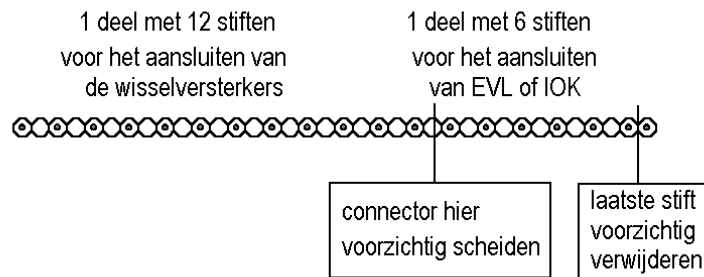 1 deel met 12 stiften
voor het aansluiten van
de wisselversterkers
1 deel met 6 stiften
voor het aansluiten
van EVL of IOK
connector hier
voorzichtig scheiden
laatste stift
voorzichtig
verwijderen